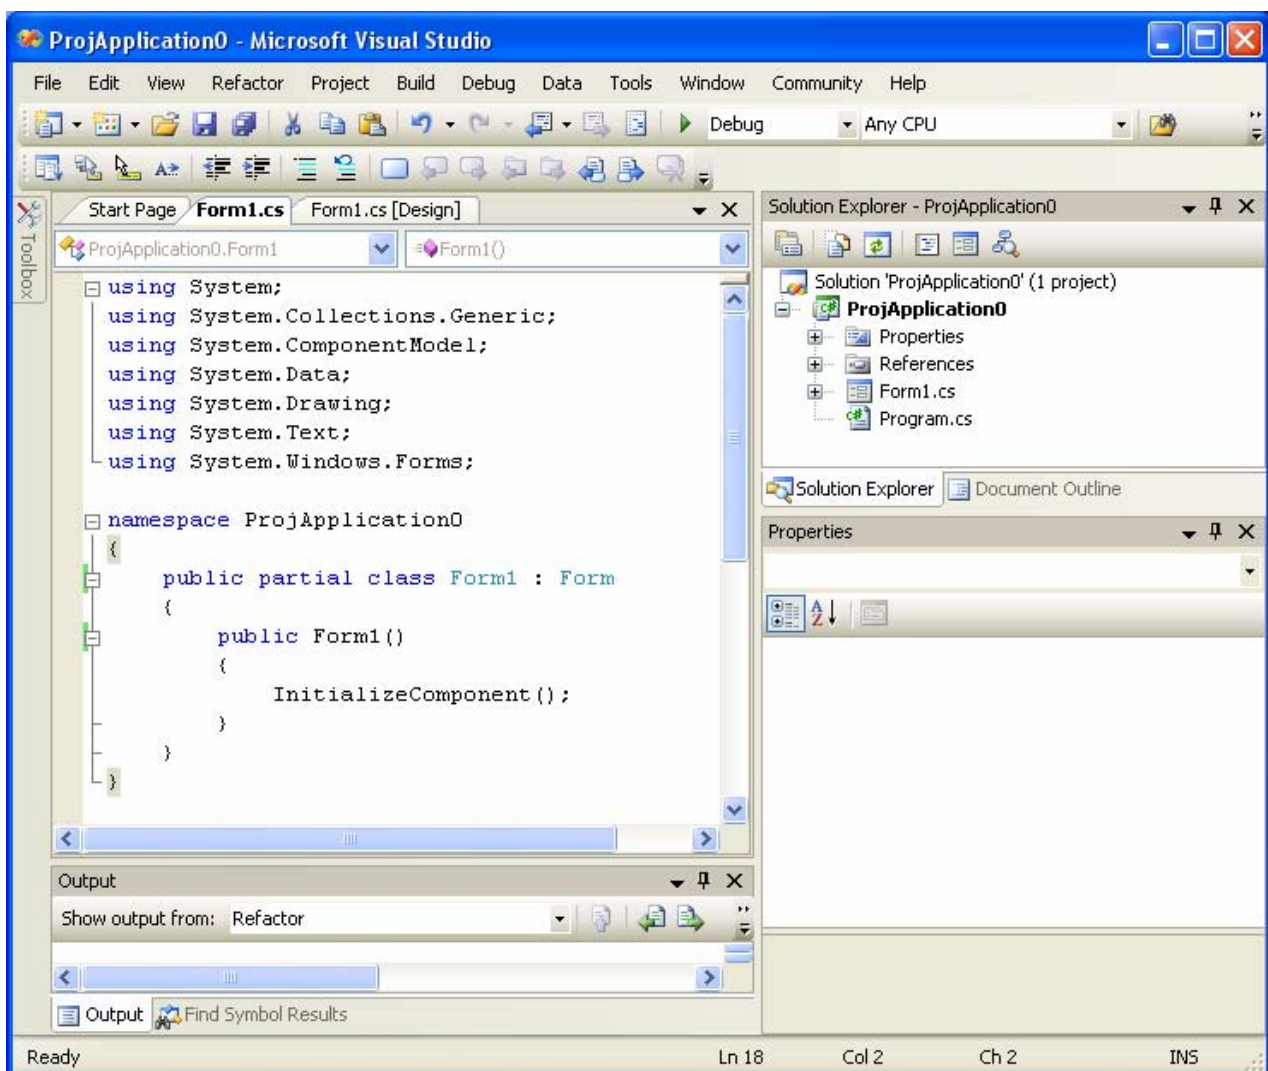 ProjApplication0 - Microsoft Visual Studio
File Edit View Refactor Project Build Debug Data Tools Window Community Help
Debug Any CPU
Toolbox
Start Page Form1.cs Form1.cs [Design]
ProjApplication0.Form1 Form1()
using System;
using System.Collections.Generic;
using System.ComponentModel;
using System.Data;
using System.Drawing;
using System.Text;
using System.Windows.Forms;
namespace ProjApplication0
{
public partial class Form1 : Form
{
public Form1()
{
InitializeComponent();
}
}
}
Output
Show output from: Refactor
Output Find Symbol Results
Solution Explorer - ProjApplication0
Solution 'ProjApplication0' (1 project)
ProjApplication0
Properties
References
Form1.cs
Program.cs
Solution Explorer Document Outline
Properties
Ready Ln 18 Col 2 Ch 2 INS